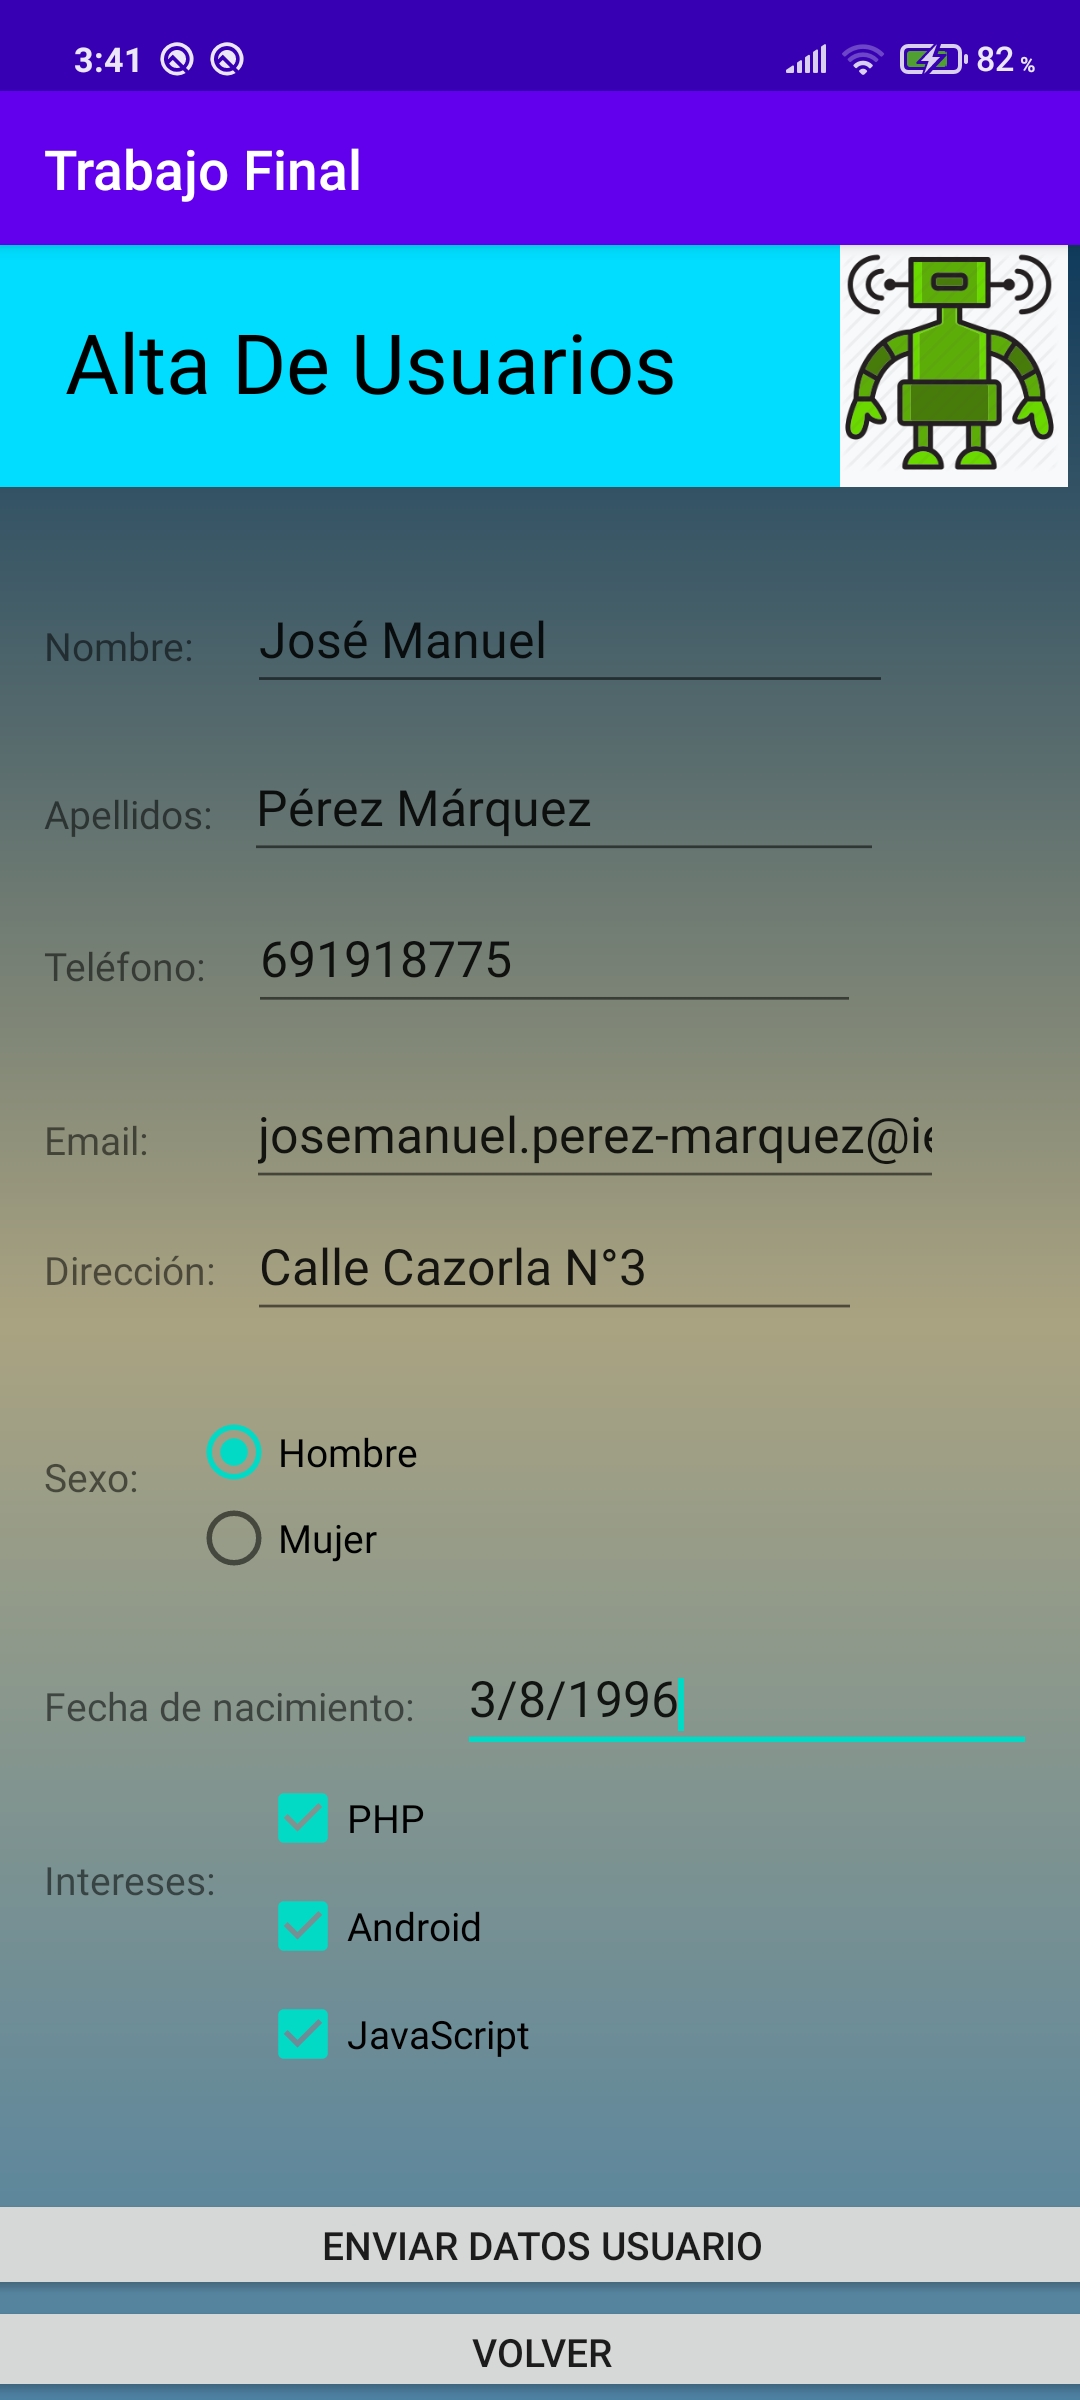 3:41
82 %
Trabajo Final
Alta De Usuarios
Nombre: José Manuel
Apellidos: Pérez Márquez
Teléfono: 691918775
Email: josemanuel.perez-marquez@ie
Dirección: Calle Cazorla N°3
Sexo:
Hombre
Mujer
Fecha de nacimiento: 3/8/1996
Intereses:
PHP
Android
JavaScript
ENVIAR DATOS USUARIO
VOLVER